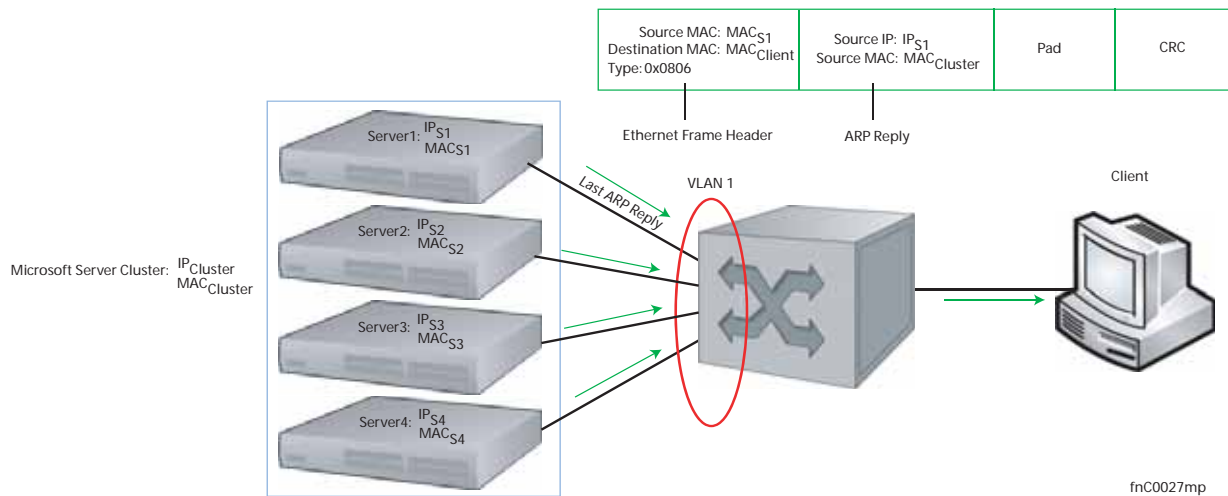 Source MAC: MACS1
Destination MAC: MACClient
Type: 0x0806
Source IP: IPS1
Source MAC: MACCluster
Pad
CRC
Ethernet Frame Header
ARP Reply
Server1: IPS1
MACS1
Last ARP Reply
VLAN 1
Client
Server2: IPS2
MACS2
Microsoft Server Cluster: IPCluster
MACCluster
Server3: IPS3
MACS3
Server4: IPS4
MACS4
fnC0027mp